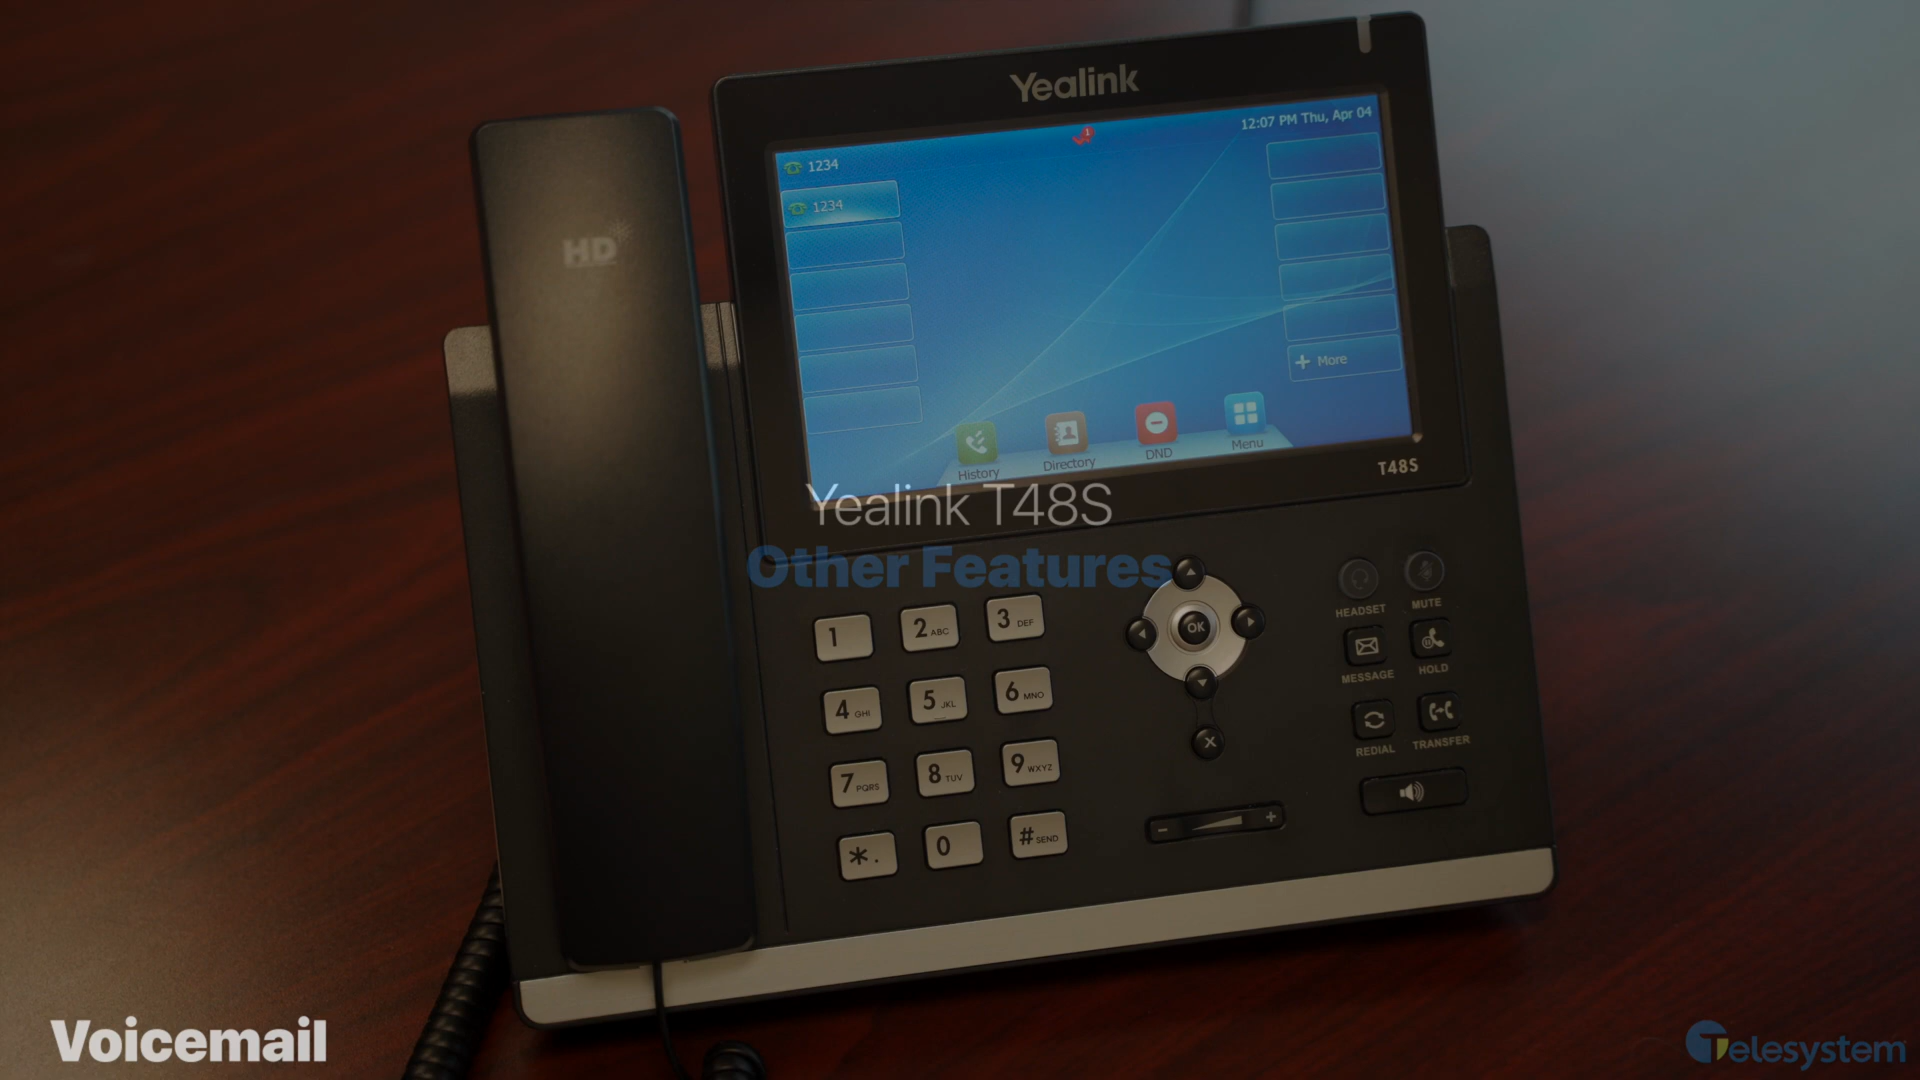 Yealink
12:07 PM Thu, Apr 04
1
1234
1234
HD
+ More
History
Directory
DND
Menu
T48S
Yealink T48S
Other Features
1
2 ABC
3 DEF
4 GHI
5 JKL
6 MNO
7 PQRS
8 TUV
9 WXYZ
* .
0
# SEND
OK
X
HEADSET
MUTE
MESSAGE
HOLD
REDIAL
TRANSFER
- +
Voicemail
Telesystem